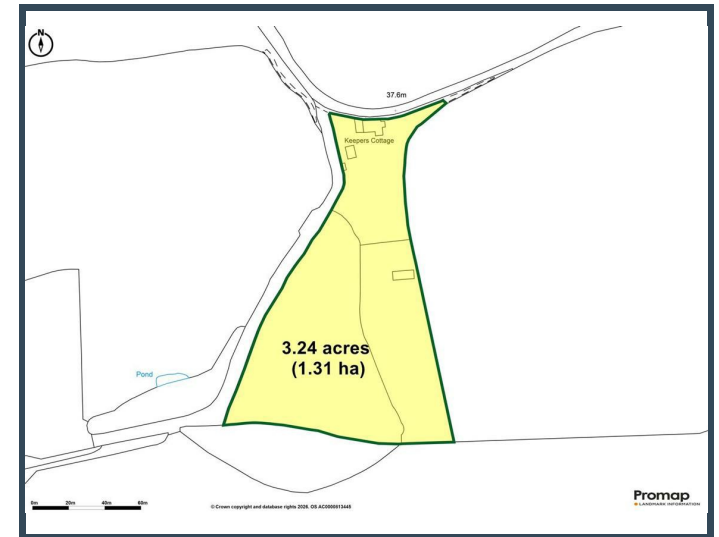 N
37.6m
Keepers Cottage
3.24 acres
(1.31 ha)
Pond
0m 20m 40m 60m
© Crown copyright and database rights 2026. OS AC0000813445
Promap
LANDMARK INFORMATION